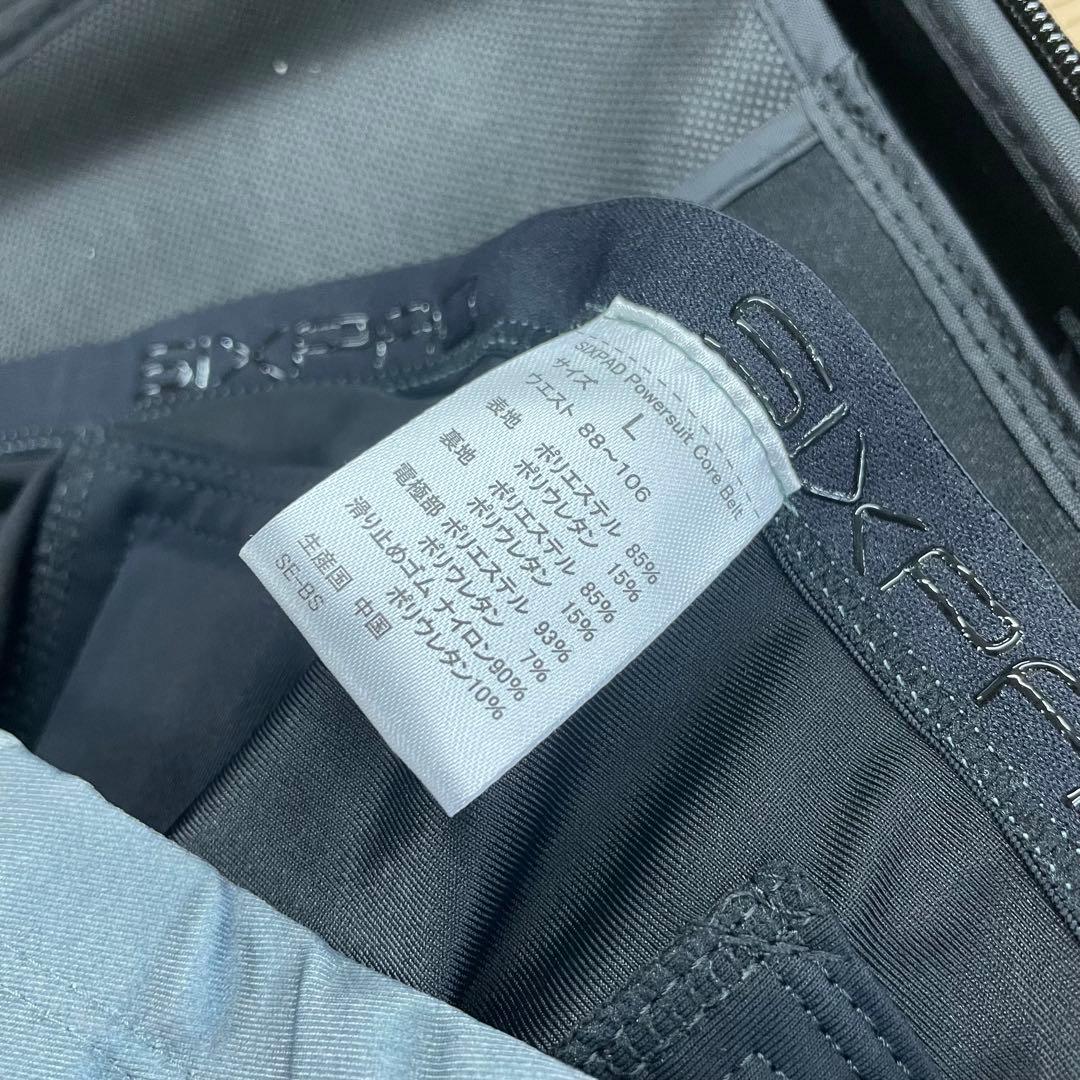 SIXPAD
SIXPAD Powersuit Core Belt
サイズ L
ウエスト 88〜106
表地 ポリエステル 85%
ポリウレタン 15%
裏地 ポリエステル 85%
ポリウレタン 15%
電極部 ポリエステル 93%
ポリウレタン 7%
滑り止めゴム ナイロン90%
ポリウレタン10%
生産国 中国
SE-BS
SIXPA